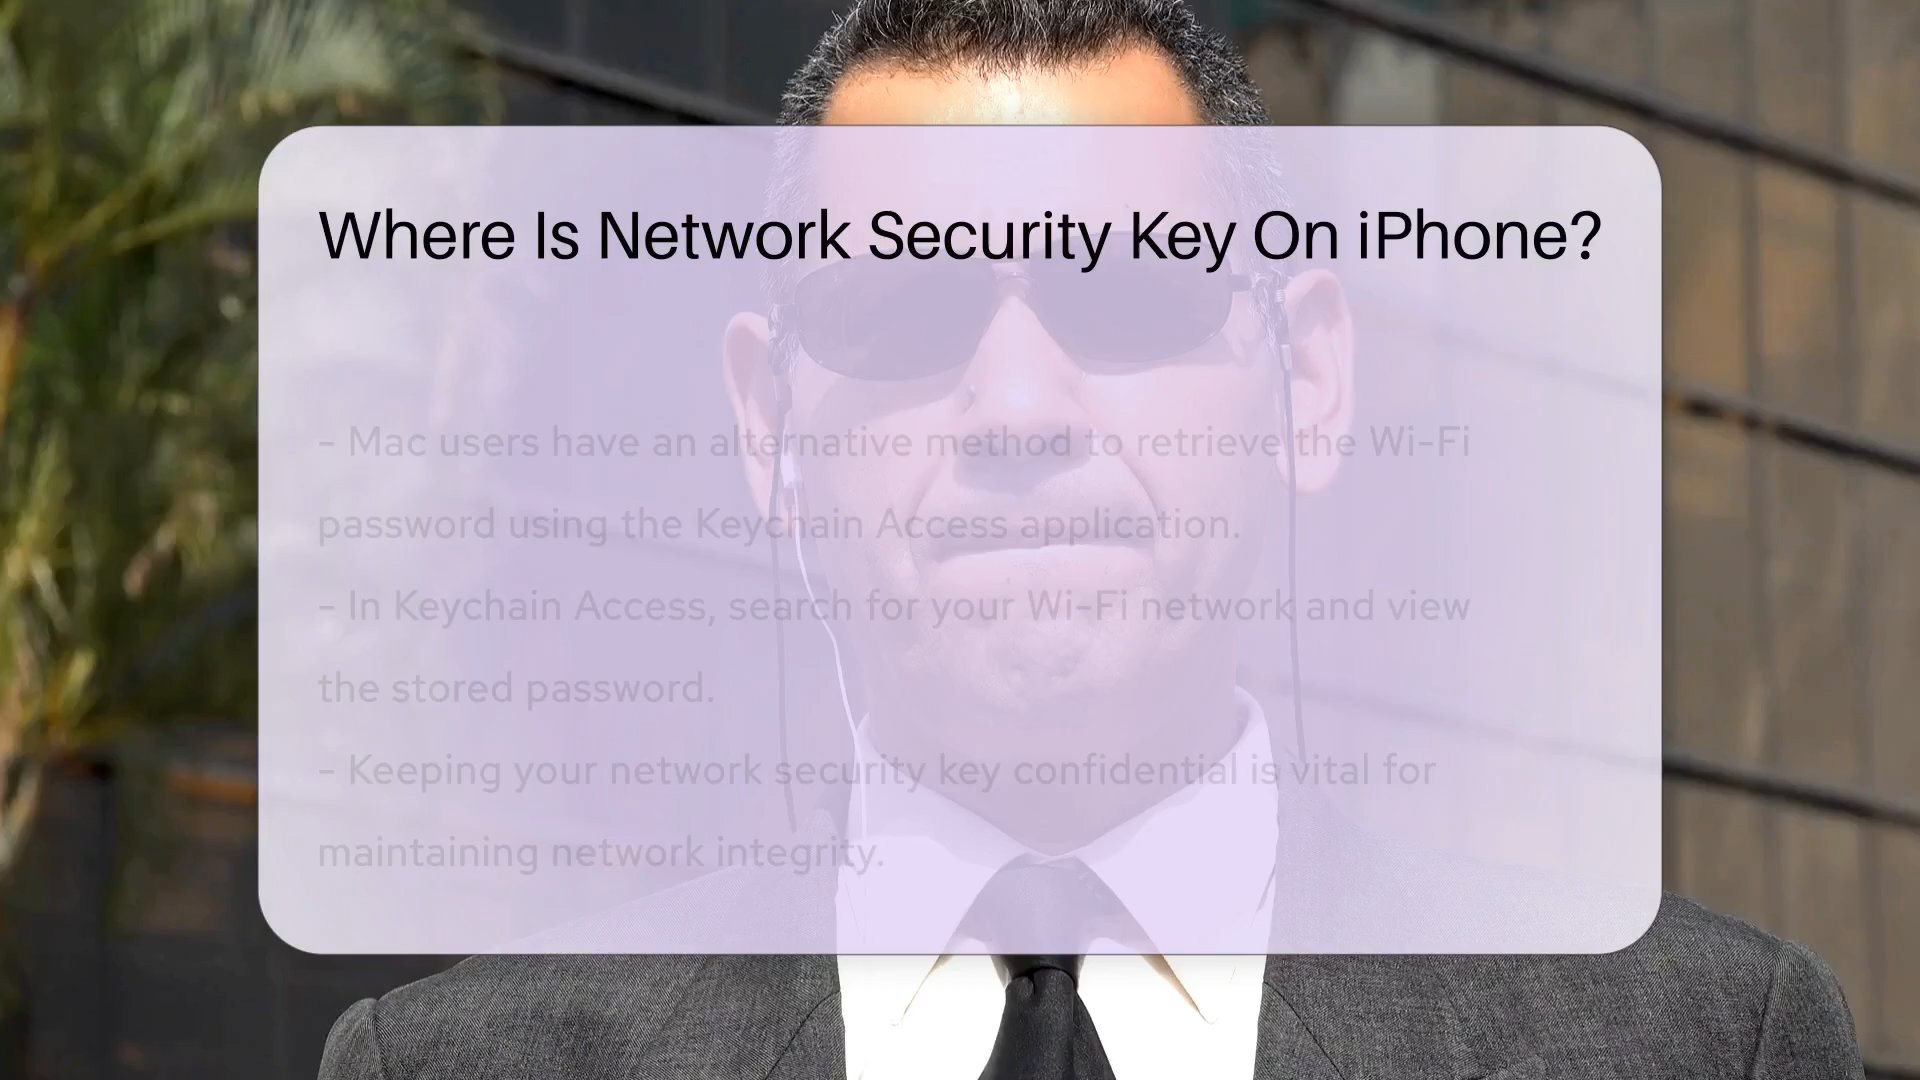 Where Is Network Security Key On iPhone?
- Mac users have an alternative method to retrieve the Wi-Fi
password using the Keychain Access application.
- In Keychain Access, search for your Wi-Fi network and view
the stored password.
- Keeping your network security key confidential is vital for
maintaining network integrity.